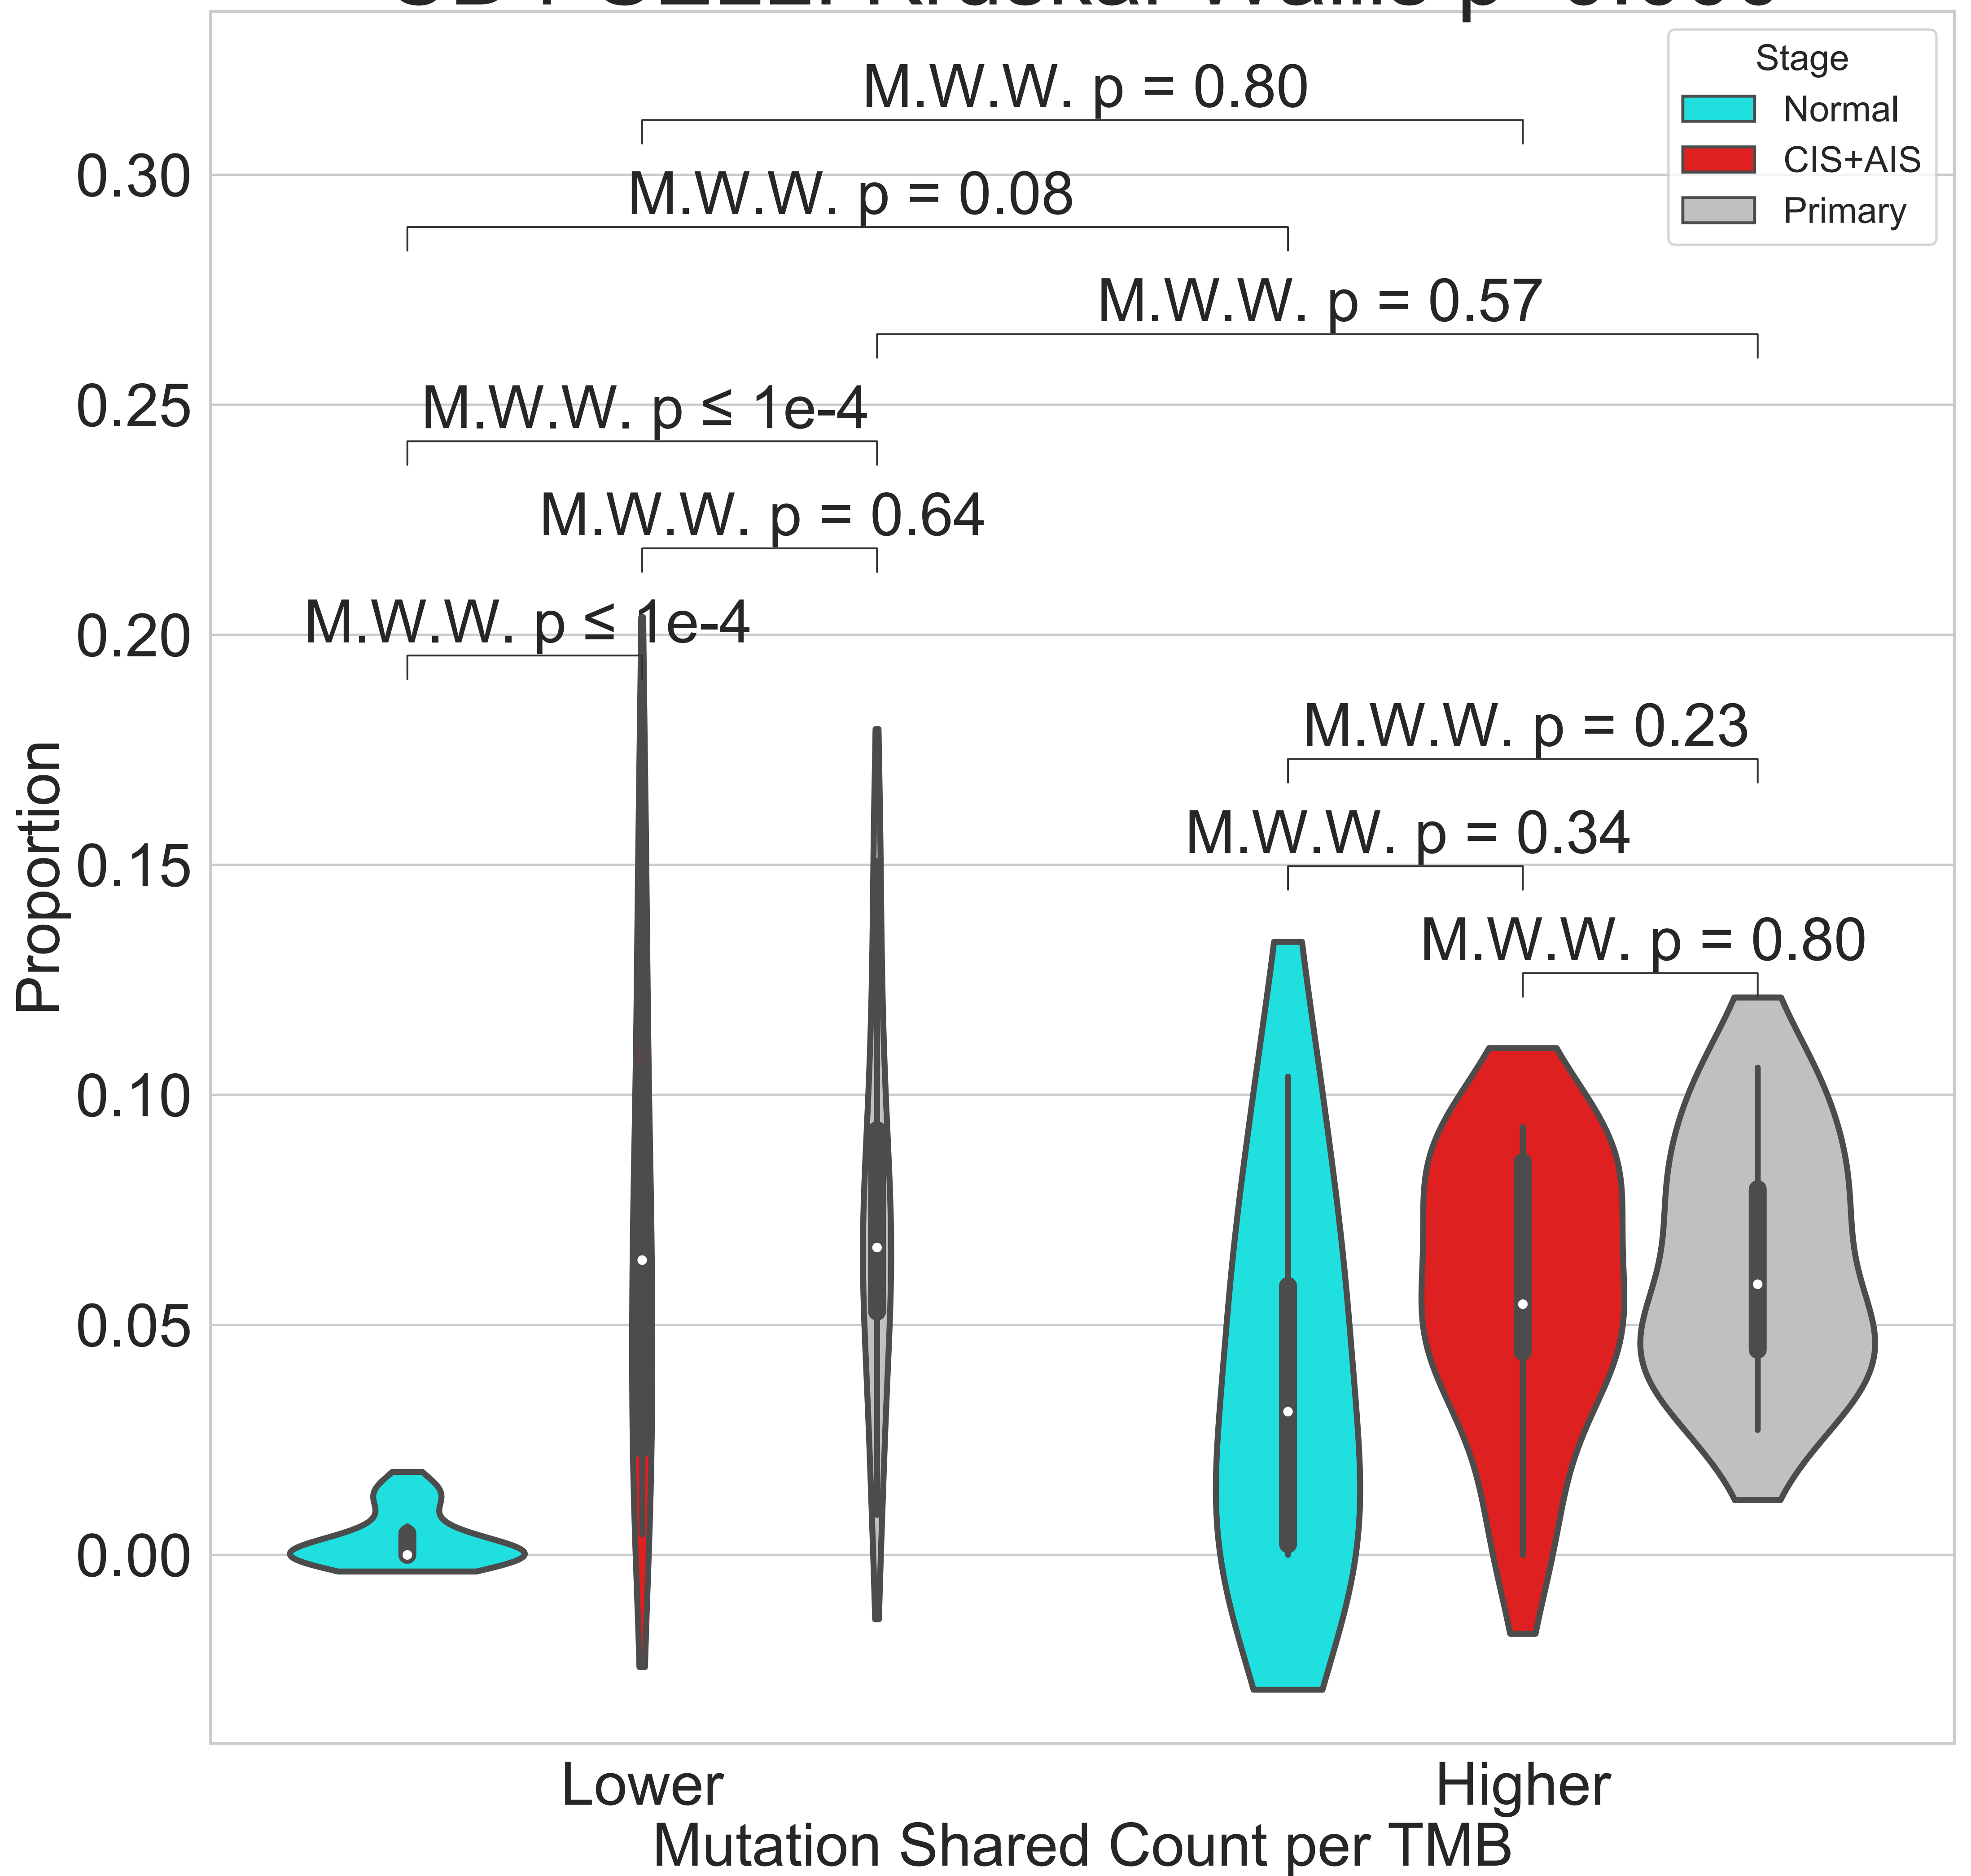 Stage
Normal
CIS+AIS
Primary
M.W.W. p = 0.80
M.W.W. p = 0.08
M.W.W. p = 0.57
M.W.W. p ≤ 1e-4
M.W.W. p = 0.64
M.W.W. p ≤ 1e-4
M.W.W. p = 0.23
M.W.W. p = 0.34
M.W.W. p = 0.80
0.30
0.25
0.20
0.15
0.10
0.05
0.00
Proportion
Lower
Higher
Mutation Shared Count per TMB